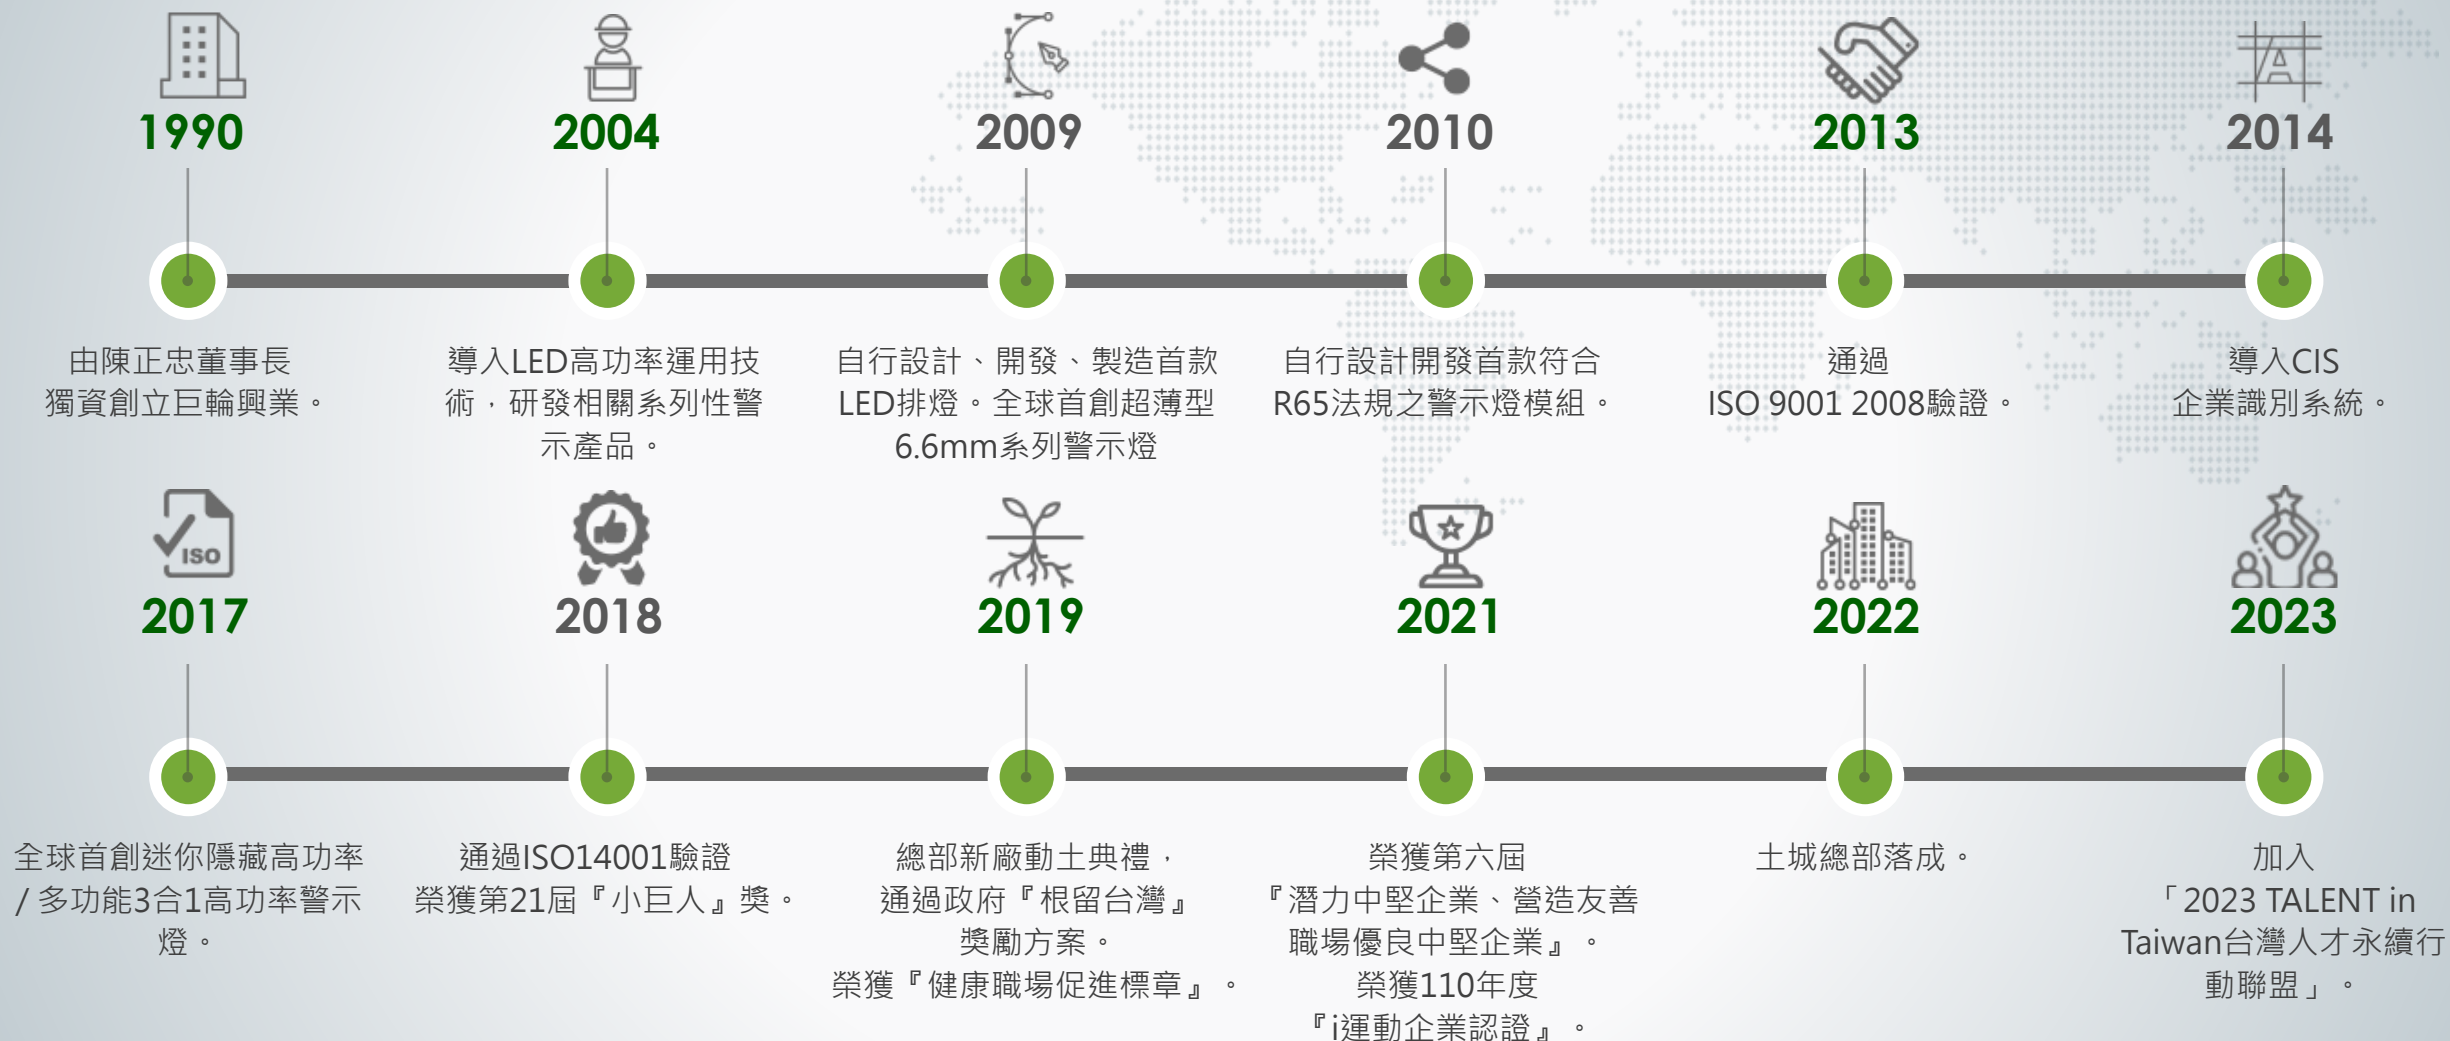 1990
由陳正忠董事長
獨資創立巨輪興業。
2004
導入LED高功率運用技
術，研發相關系列性警
示產品。
2009
自行設計、開發、製造首款
LED排燈。全球首創超薄型
6.6mm系列警示燈
2010
自行設計開發首款符合
R65法規之警示燈模組。
2013
通過
ISO 9001 2008驗證。
A
2014
導入CIS
企業識別系統。
ISO
2017
全球首創迷你隱藏高功率
/ 多功能3合1高功率警示
燈。
2018
通過ISO14001驗證
榮獲第21屆『小巨人』獎。
2019
總部新廠動土典禮，
通過政府『根留台灣』
獎勵方案。
榮獲『健康職場促進標章』。
2021
榮獲第六屆
『潛力中堅企業、營造友善
職場優良中堅企業』。
榮獲110年度
『i運動企業認證』。
2022
土城總部落成。
2023
加入
「2023 TALENT in
Taiwan台灣人才永續行
動聯盟」。